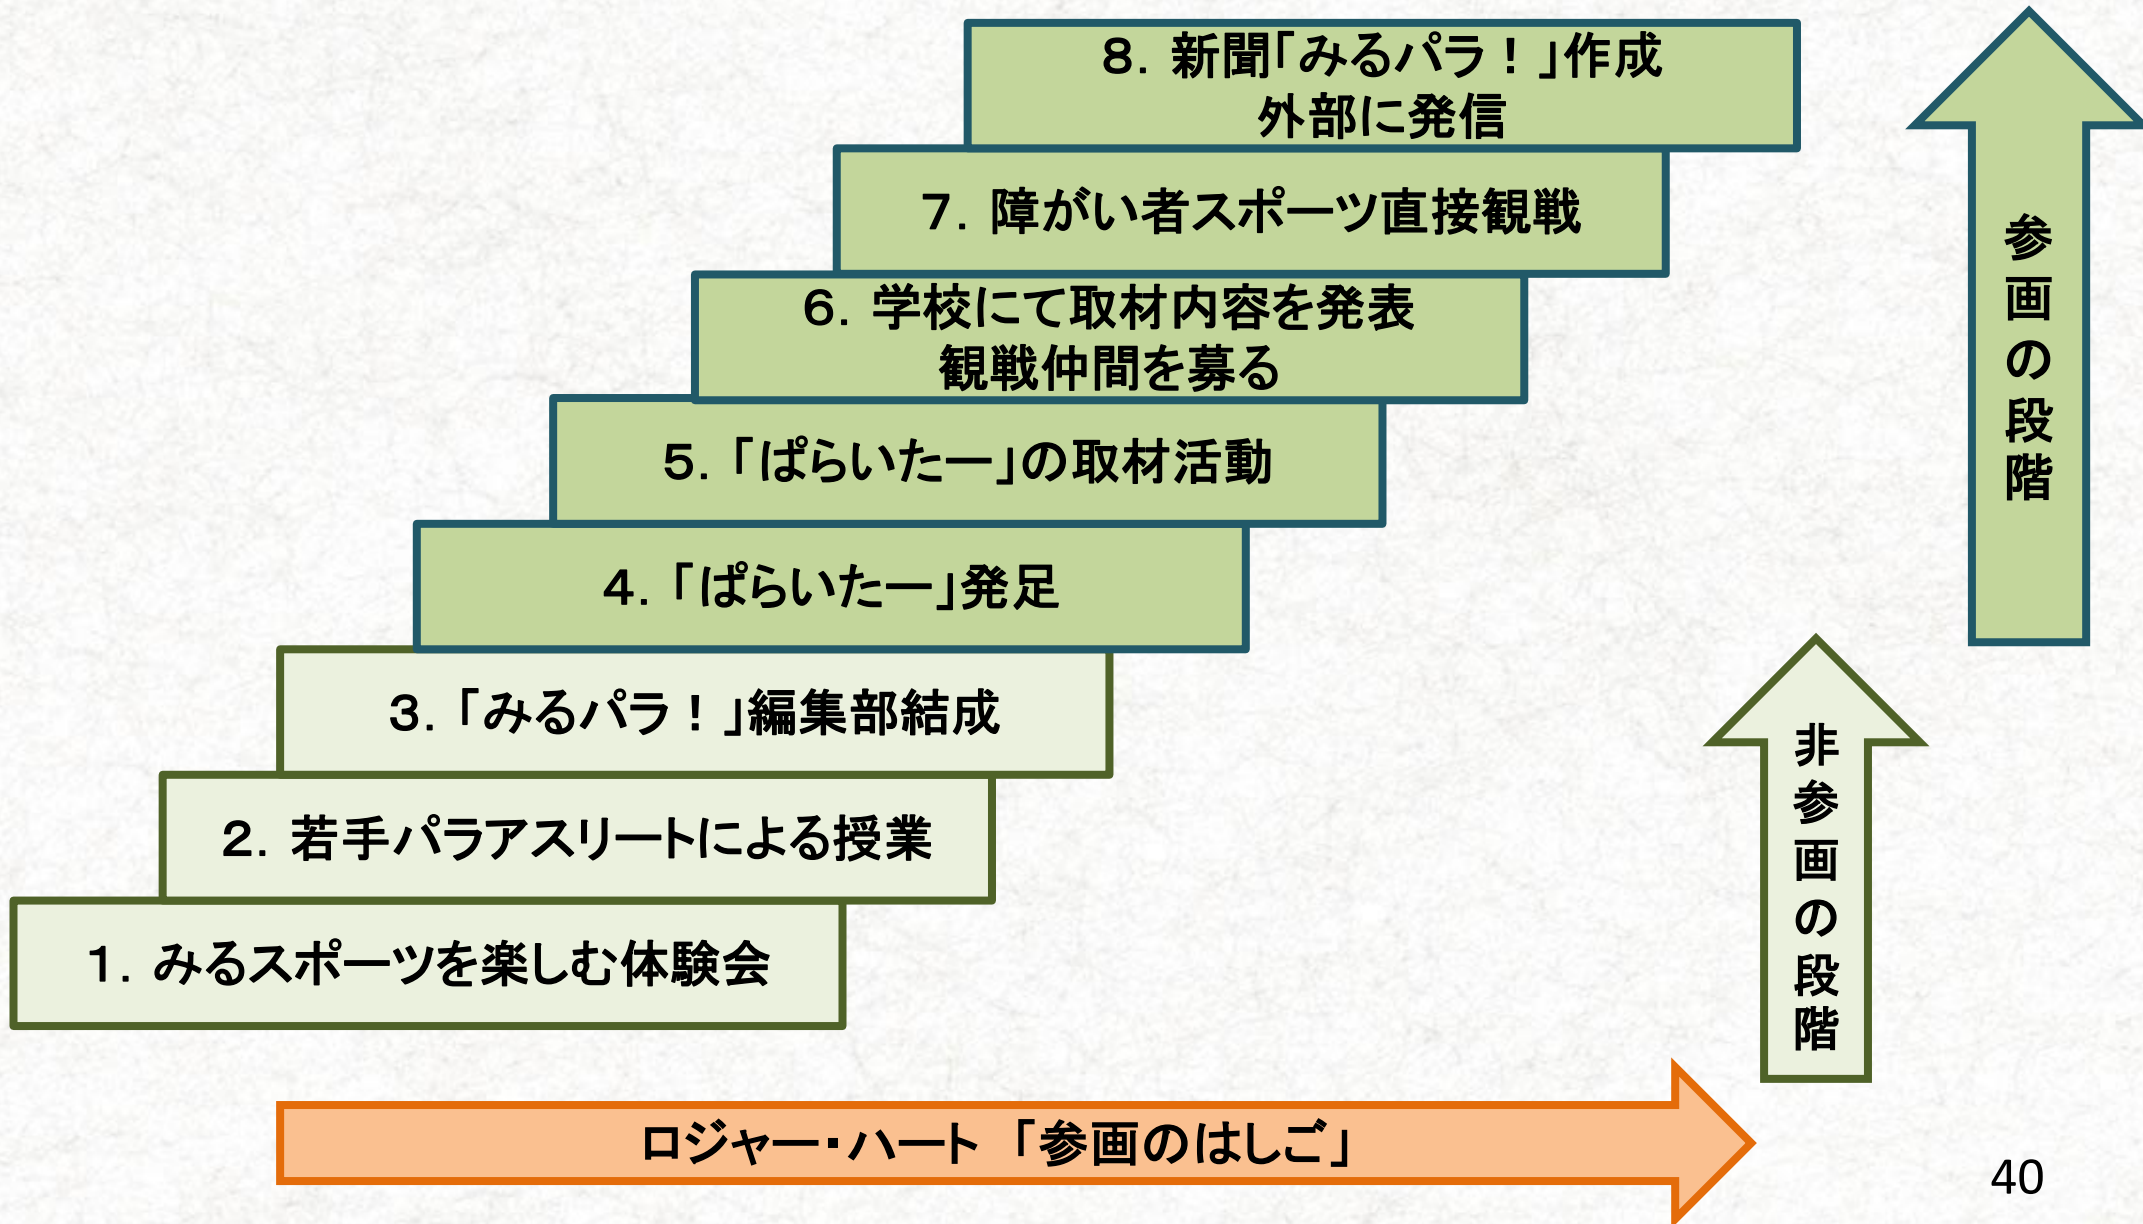 ８．新聞「みるパラ！」作成
外部に発信
７．障がい者スポーツ直接観戦
６．学校にて取材内容を発表
観戦仲間を募る
５．「ぱらいたー」の取材活動
４．「ぱらいたー」発足
３．「みるパラ！」編集部結成
２．若手パラアスリートによる授業
１．みるスポーツを楽しむ体験会
参画の段階
非参画の段階
ロジャー・ハート 「参画のはしご」
40